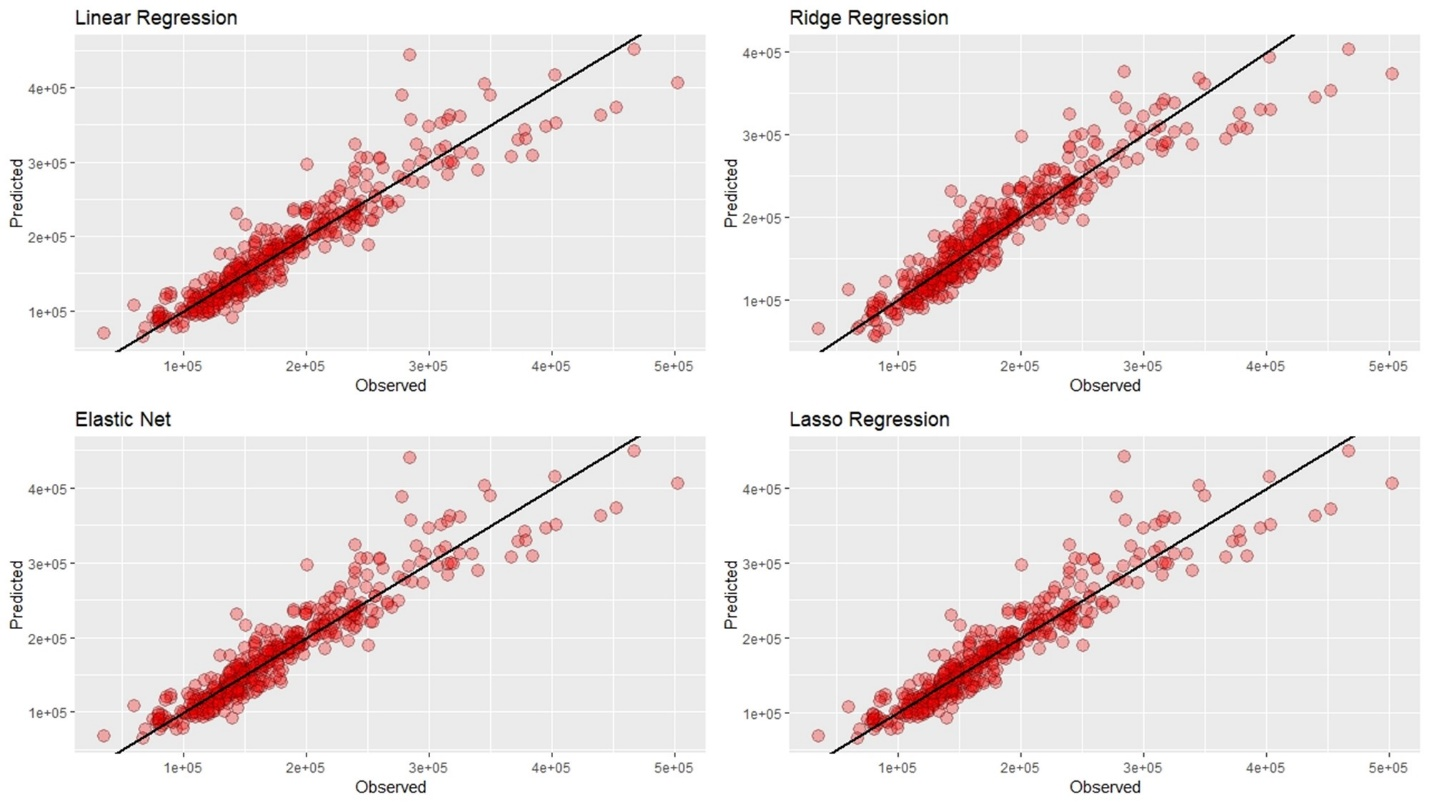 Linear Regression
Predicted
4e+05
3e+05
2e+05
1e+05
1e+05 2e+05 3e+05 4e+05 5e+05
Observed
Ridge Regression
Predicted
4e+05
3e+05
2e+05
1e+05
1e+05 2e+05 3e+05 4e+05 5e+05
Observed
Elastic Net
Predicted
4e+05
3e+05
2e+05
1e+05
1e+05 2e+05 3e+05 4e+05 5e+05
Observed
Lasso Regression
Predicted
4e+05
3e+05
2e+05
1e+05
1e+05 2e+05 3e+05 4e+05 5e+05
Observed